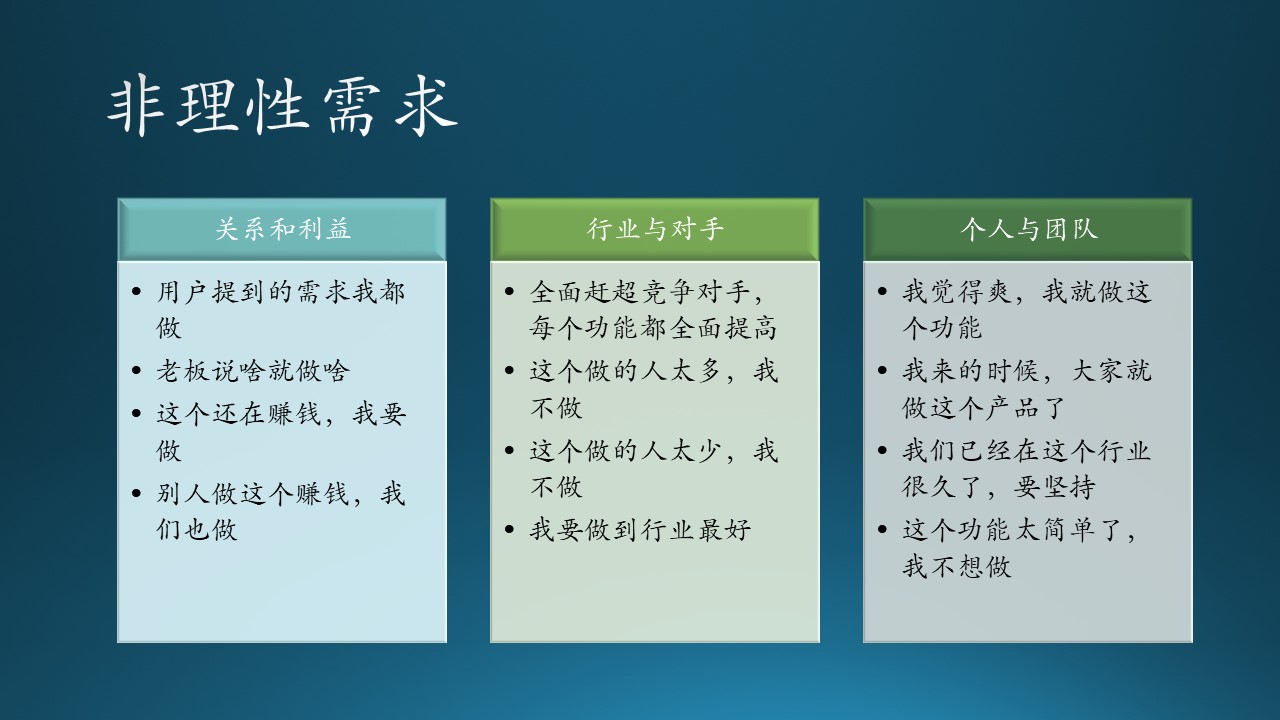 非理性需求
关系和利益
• 用户提到的需求我都
做
• 老板说啥就做啥
• 这个还在赚钱，我要
做
• 别人做这个赚钱，我
们也做
行业与对手
• 全面赶超竞争对手，
每个功能都全面提高
• 这个做的人太多，我
不做
• 这个做的人太少，我
不做
• 我要做到行业最好
个人与团队
• 我觉得爽，我就做这
个功能
• 我来的时候，大家就
做这个产品了
• 我们已经在这个行业
很久了，要坚持
• 这个功能太简单了，
我不想做